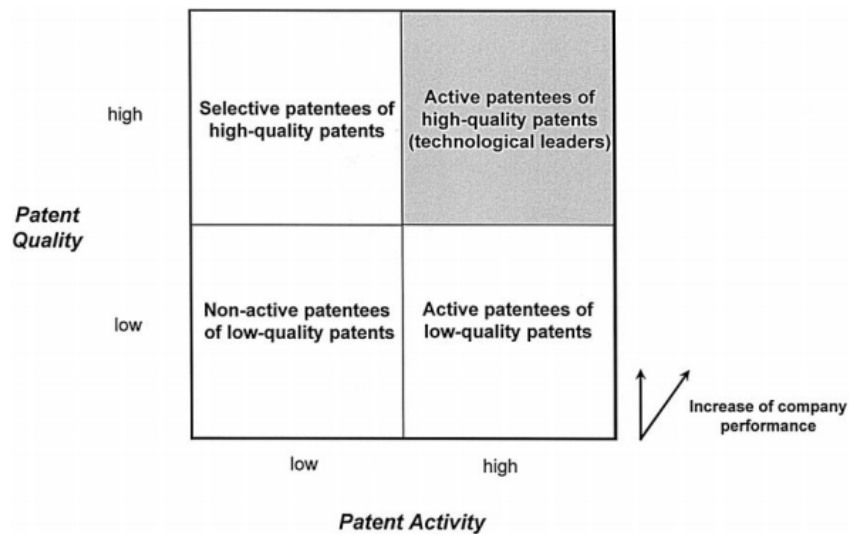 high
Selective patentees of
high-quality patents
Active patentees of
high-quality patents
(technological leaders)
Patent
Quality
low
Non-active patentees
of low-quality patents
Active patentees of
low-quality patents
Increase of company
performance
low
high
Patent Activity